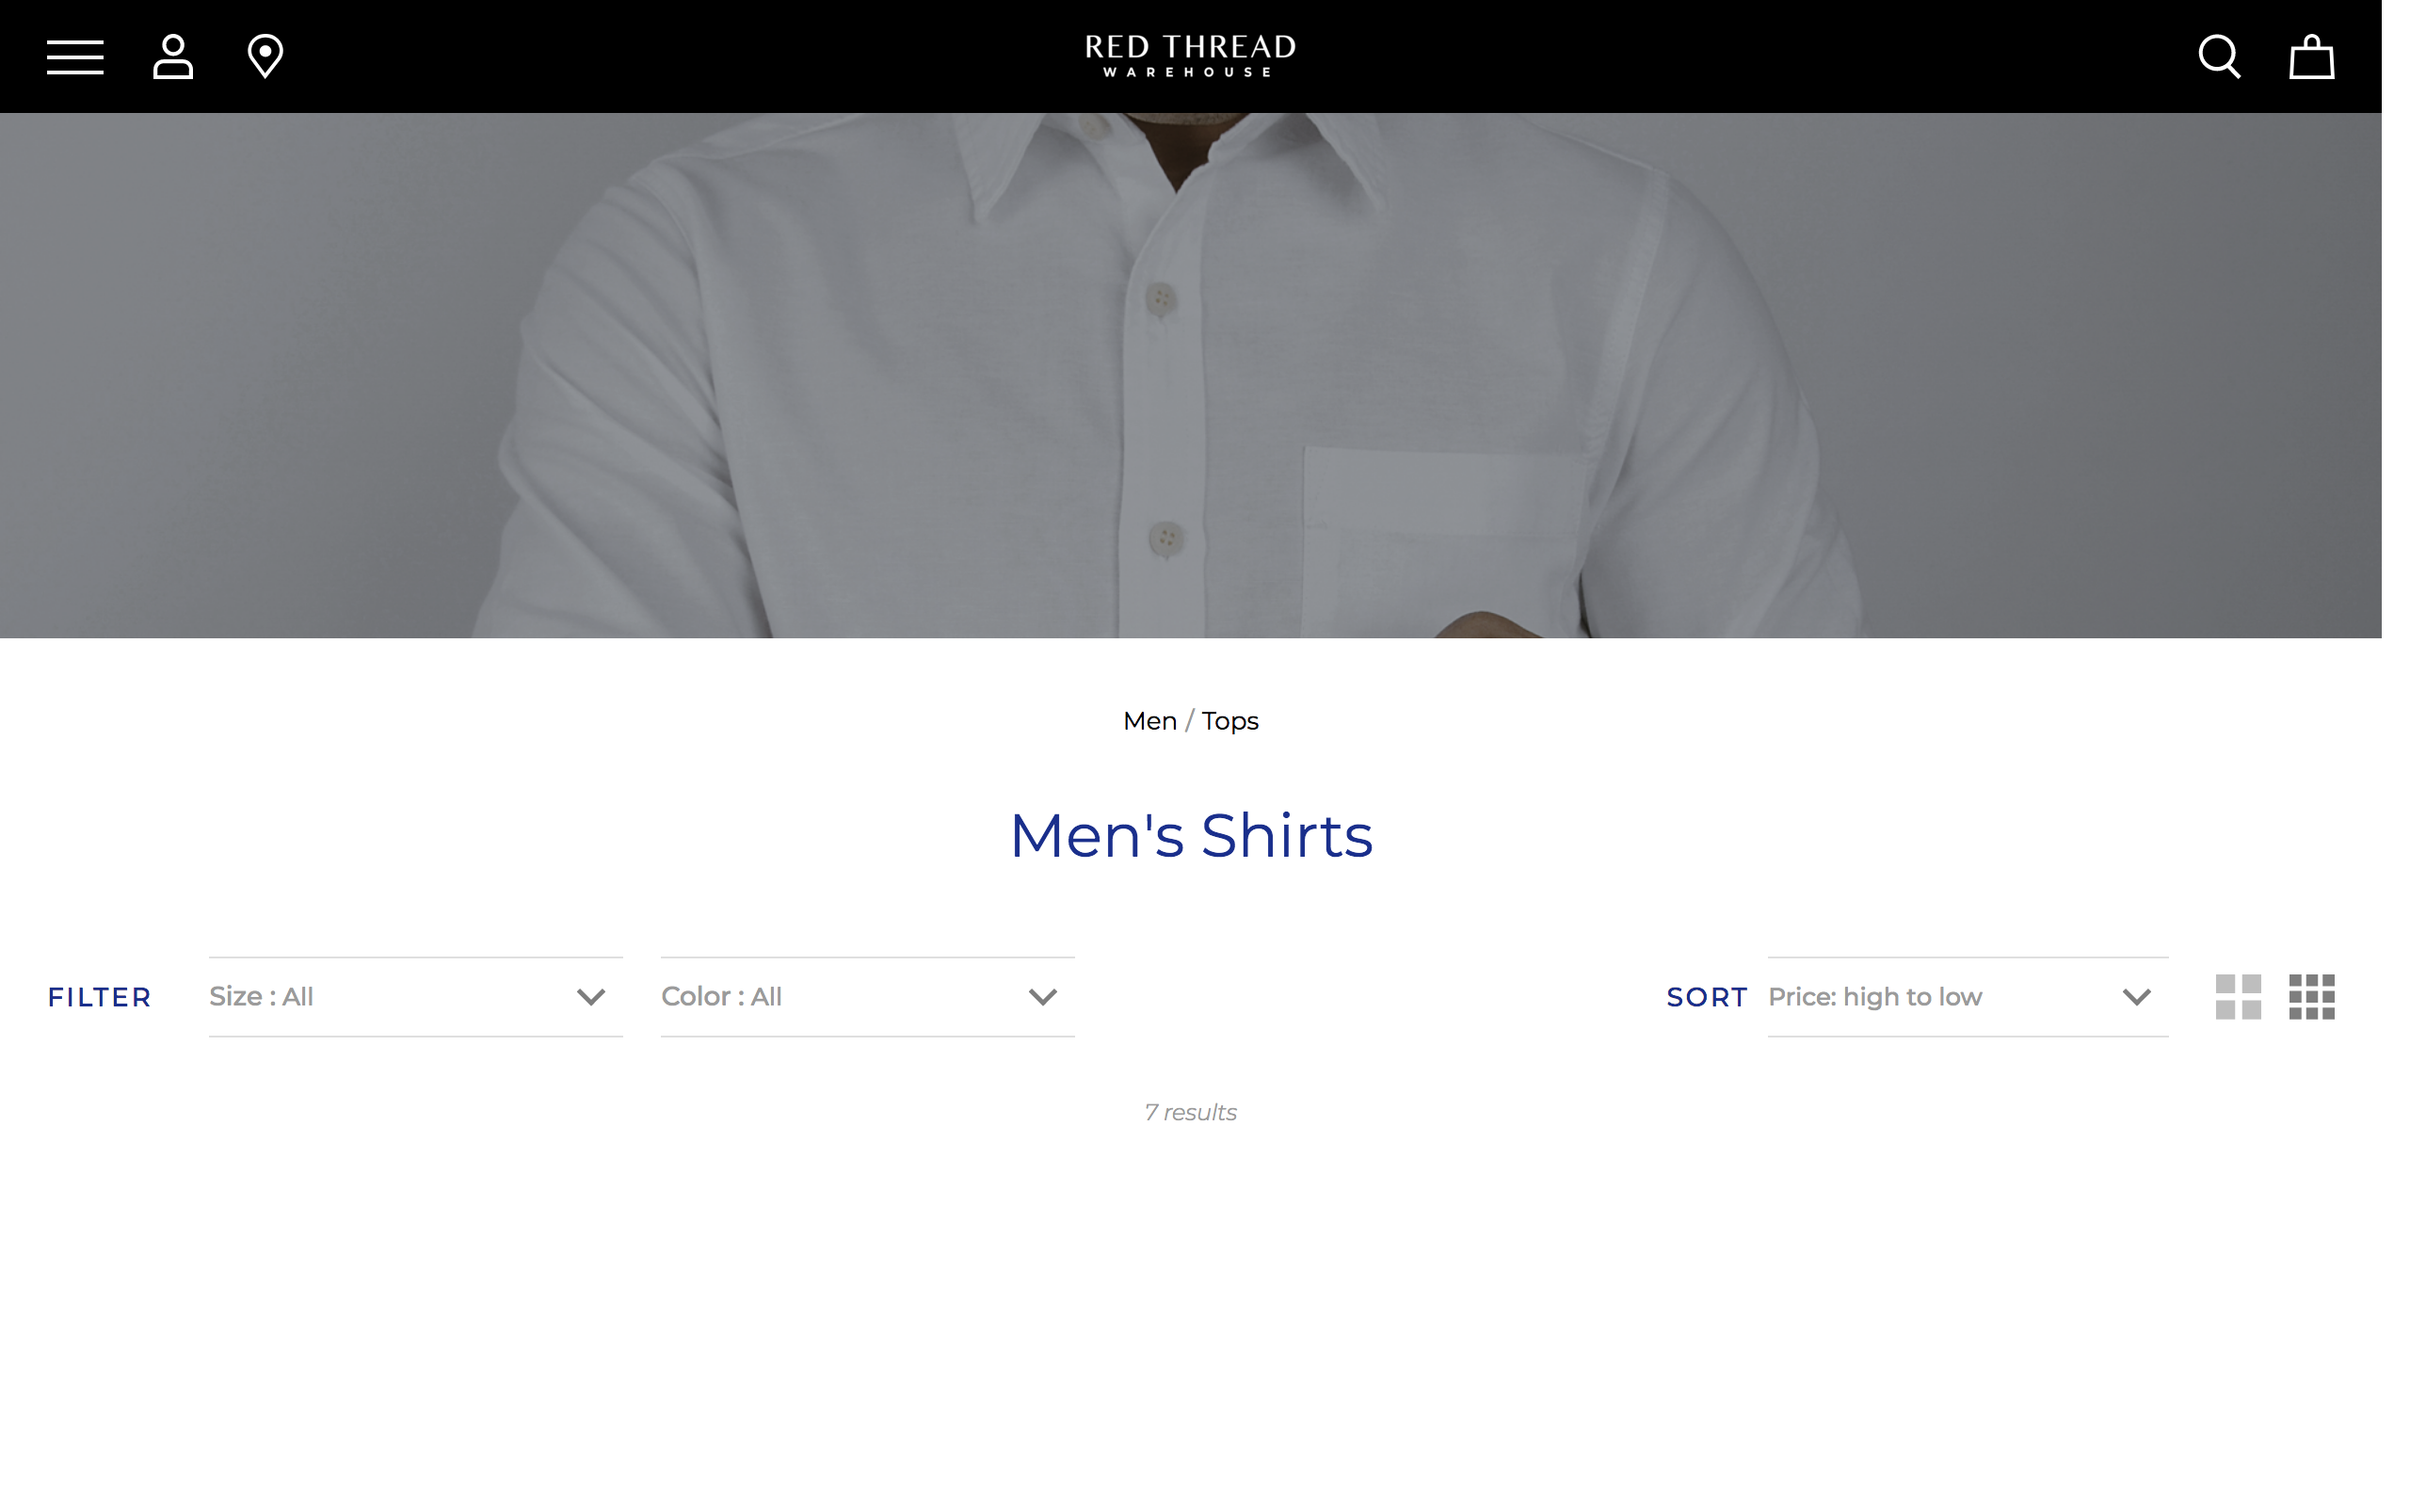 RED THREAD
WAREHOUSE
Men / Tops
Men's Shirts
FILTER Size : All Color : All SORT Price: high to low
7 results